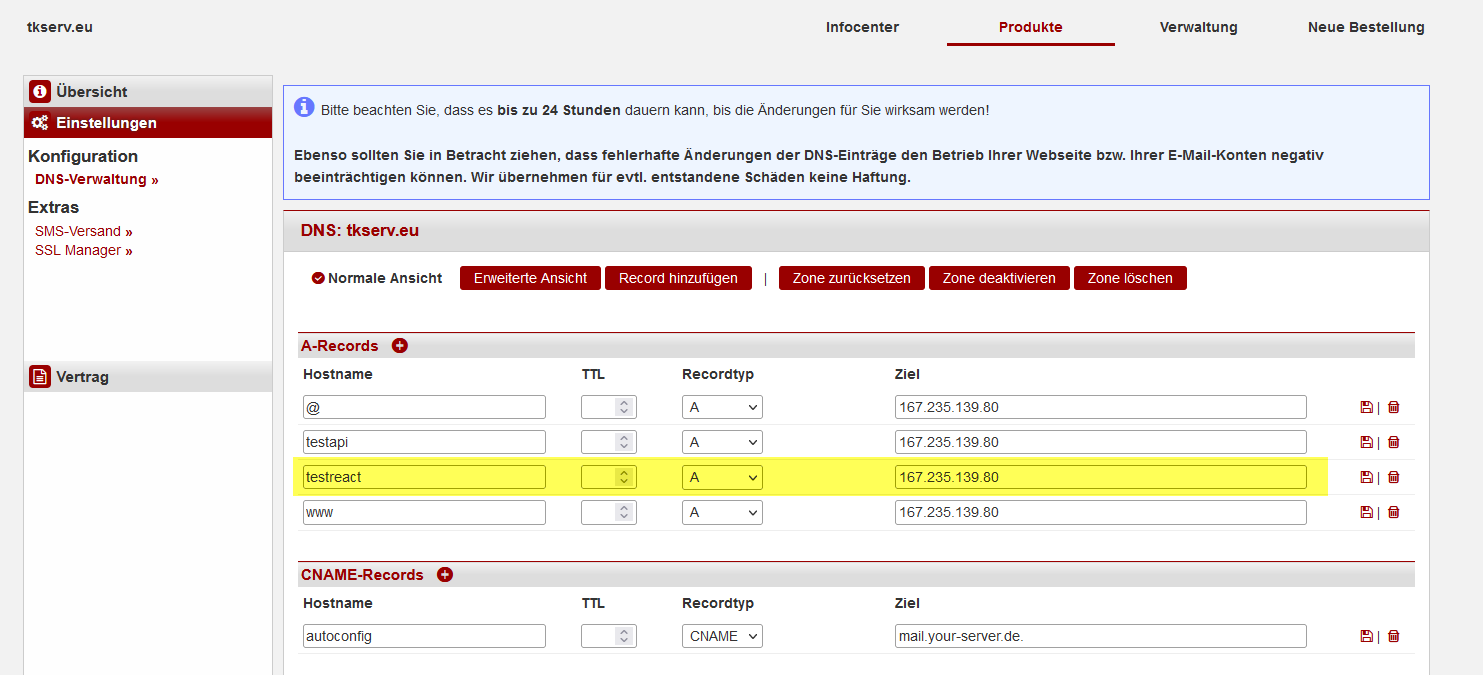 tkserv.eu
Infocenter Produkte Verwaltung Neue Bestellung
Übersicht
Einstellungen
Konfiguration
DNS-Verwaltung »
Extras
SMS-Versand »
SSL Manager »
Vertrag
Bitte beachten Sie, dass es bis zu 24 Stunden dauern kann, bis die Änderungen für Sie wirksam werden!
Ebenso sollten Sie in Betracht ziehen, dass fehlerhafte Änderungen der DNS-Einträge den Betrieb Ihrer Webseite bzw. Ihrer E-Mail-Konten negativ
beeinträchtigen können. Wir übernehmen für evtl. entstandene Schäden keine Haftung.
DNS: tkserv.eu
Normale Ansicht Erweiterte Ansicht Record hinzufügen | Zone zurücksetzen Zone deaktivieren Zone löschen
A-Records
Hostname TTL Recordtyp Ziel
@ A 167.235.139.80 |
testapi A 167.235.139.80 |
testreact A 167.235.139.80 |
www A 167.235.139.80 |
CNAME-Records
Hostname TTL Recordtyp Ziel
autoconfig CNAME mail.your-server.de. |